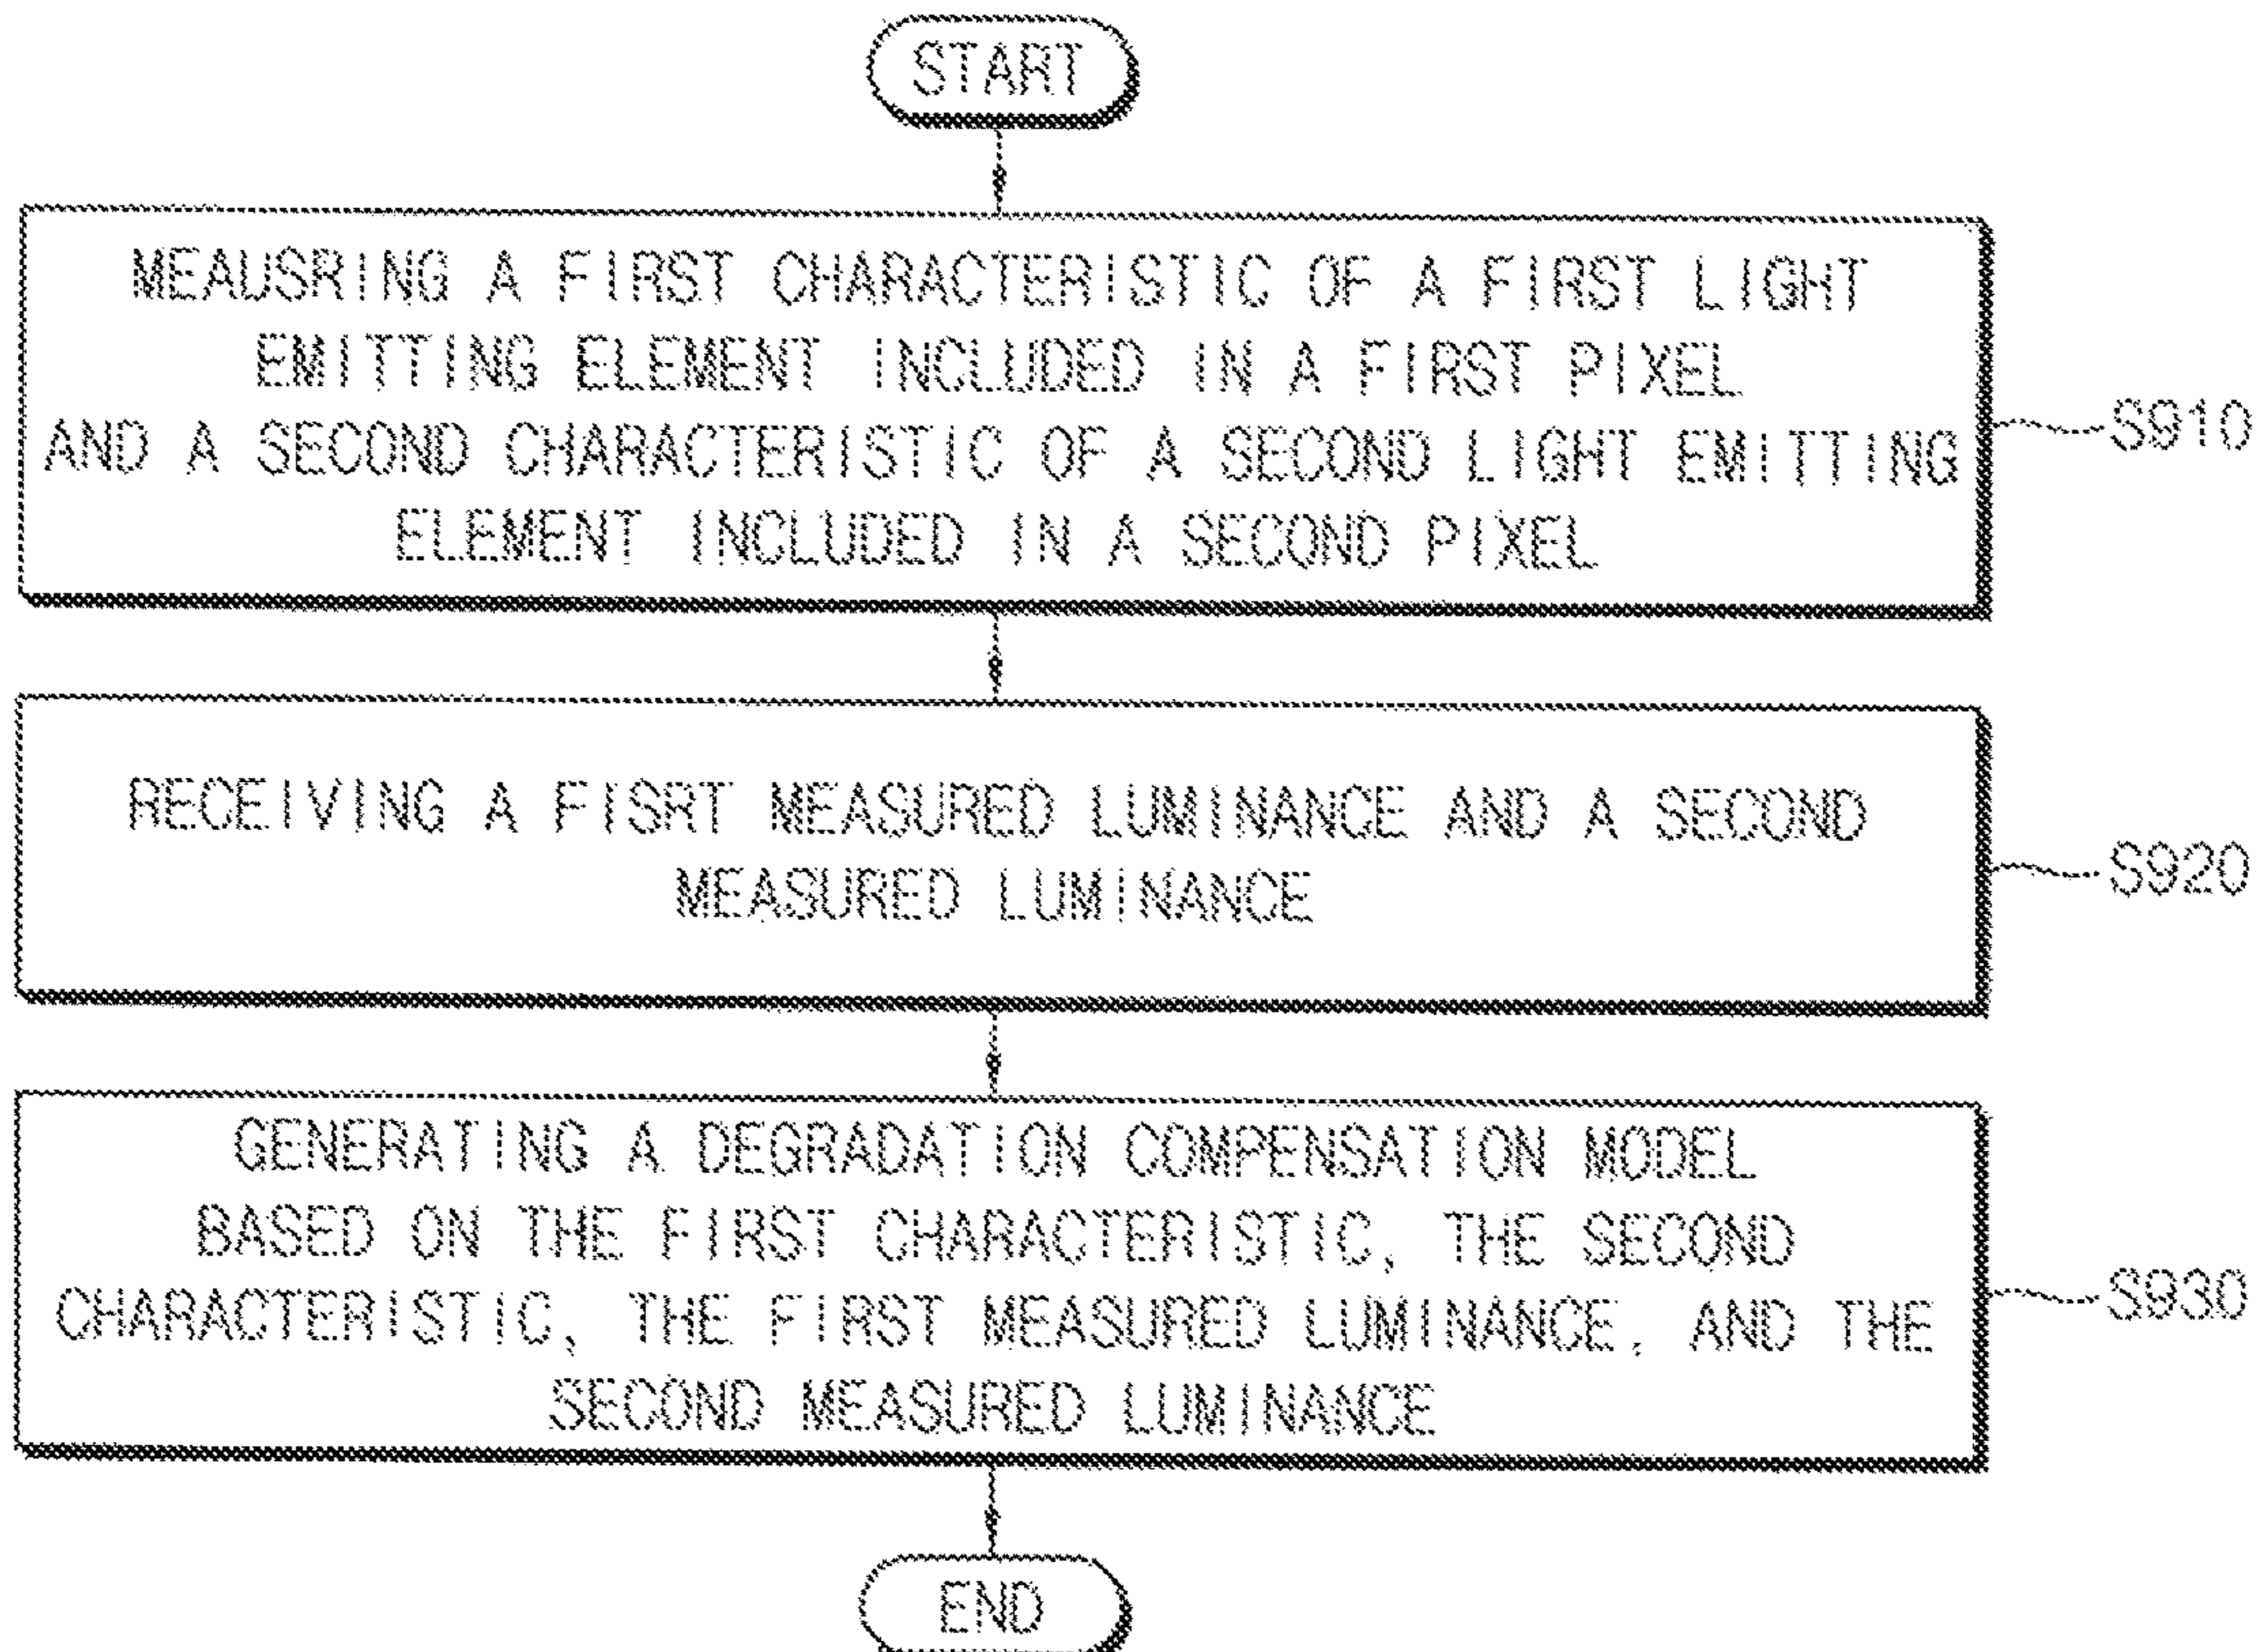 START
MEAUSRING A FIRST CHARACTERISTIC OF A FIRST LIGHT
EMITTING ELEMENT INCLUDED IN A FIRST PIXEL
AND A SECOND CHARACTERISTIC OF A SECOND LIGHT EMITTING
ELEMENT INCLUDED IN A SECOND PIXEL
S910
RECEIVING A FISRT MEASURED LUMINANCE AND A SECOND
MEASURED LUMINANCE
S920
GENERATING A DEGRADATION COMPENSATION MODEL
BASED ON THE FIRST CHARACTERISTIC, THE SECOND
CHARACTERISTIC, THE FIRST MEASURED LUMINANCE, AND THE
SECOND MEASURED LUMINANCE
S930
END